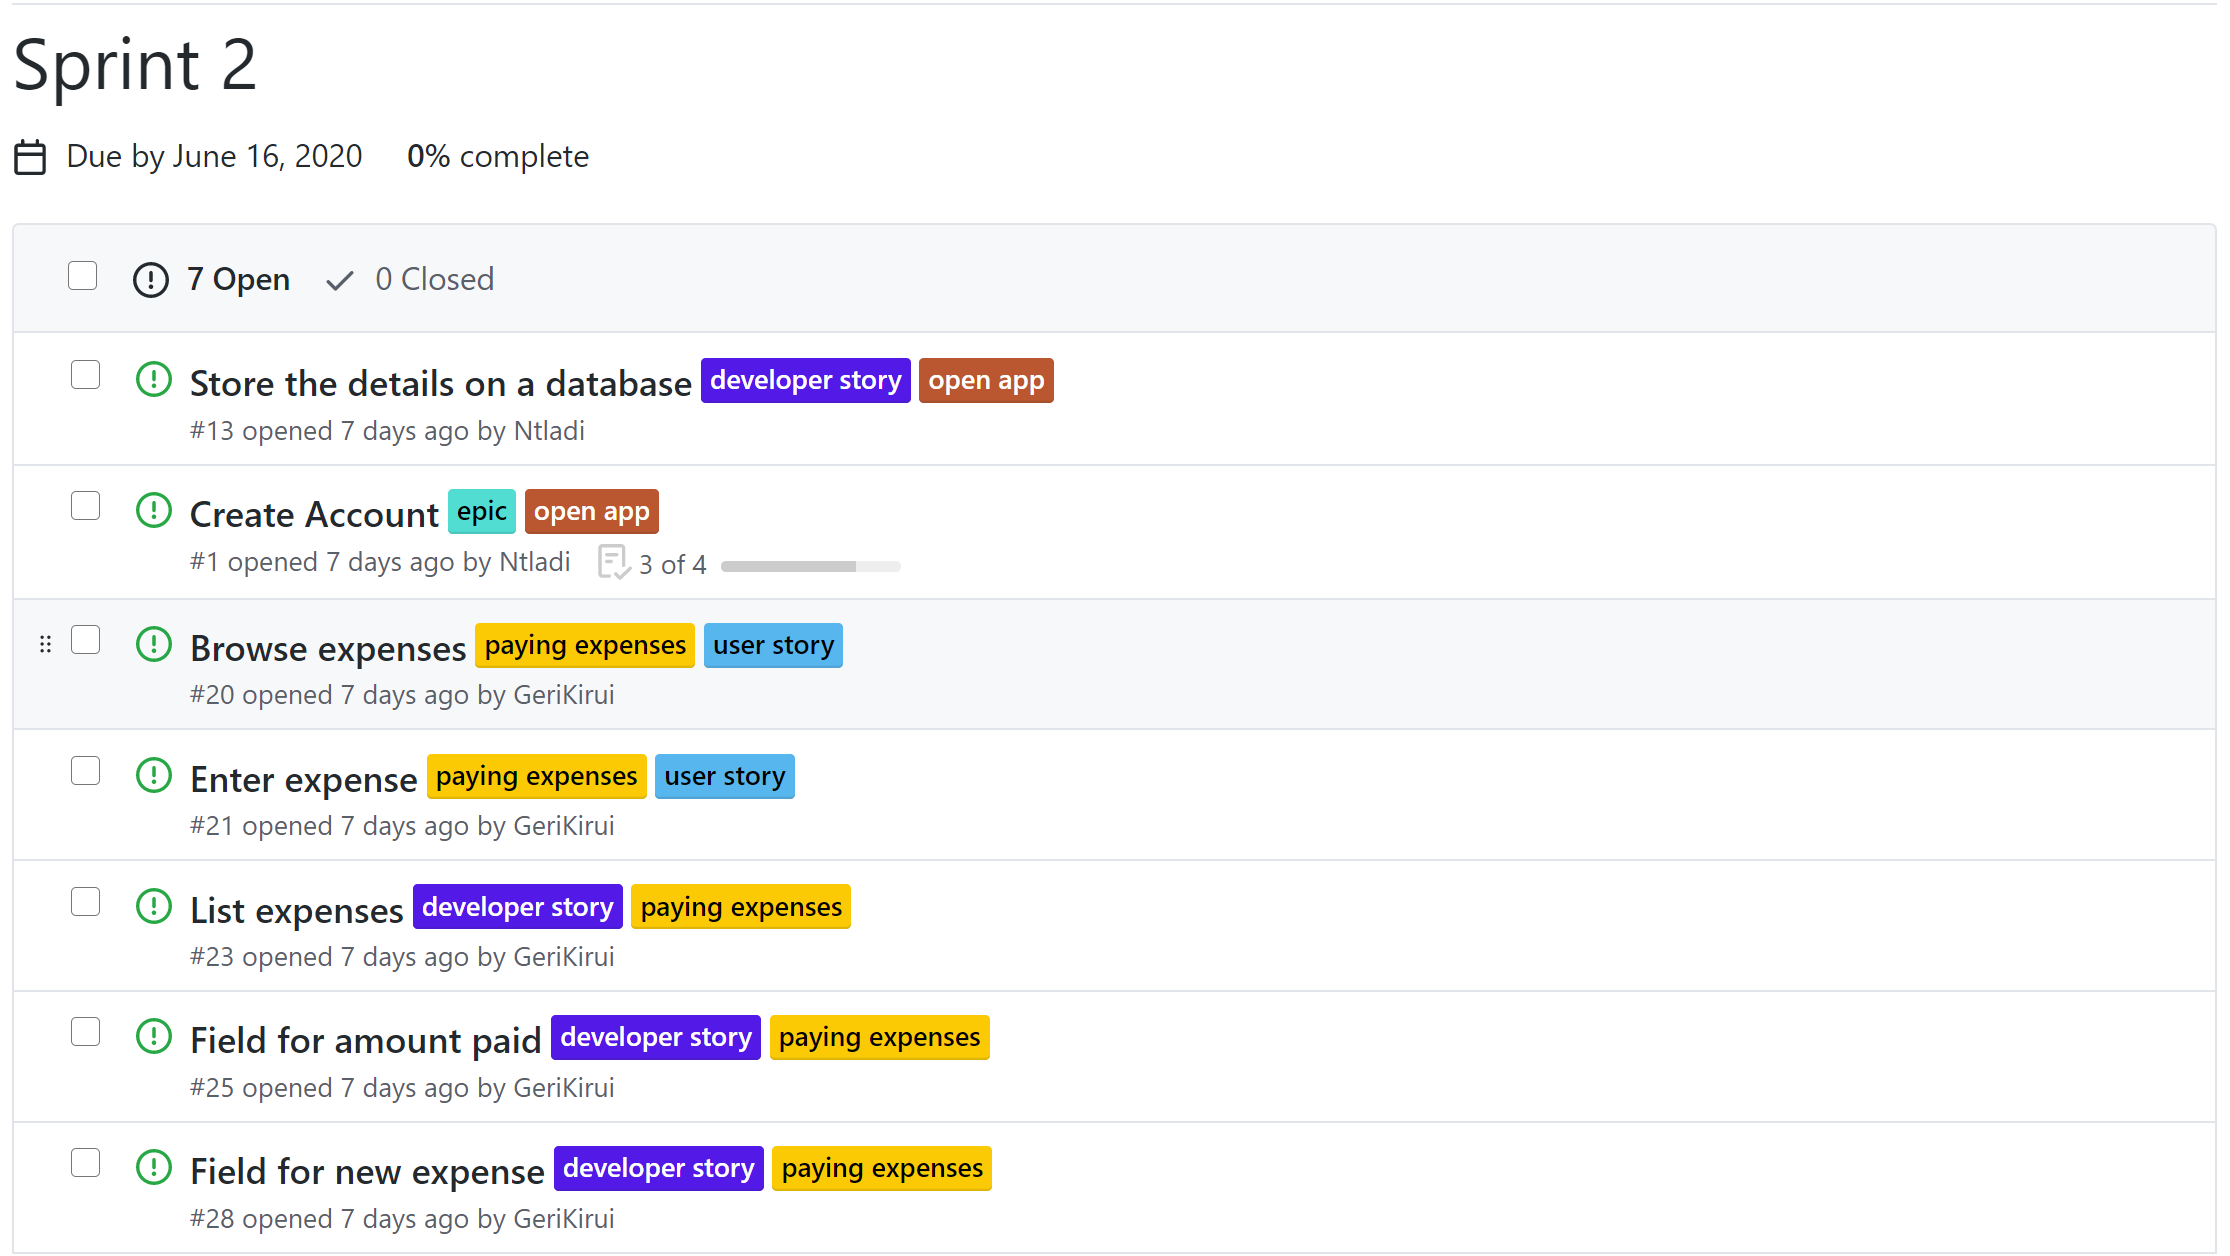 Sprint 2
Due by June 16, 2020 0% complete
7 Open 0 Closed
Store the details on a database developer story open app
#13 opened 7 days ago by Ntladi
Create Account epic open app
#1 opened 7 days ago by Ntladi 3 of 4
Browse expenses paying expenses user story
#20 opened 7 days ago by GeriKirui
Enter expense paying expenses user story
#21 opened 7 days ago by GeriKirui
List expenses developer story paying expenses
#23 opened 7 days ago by GeriKirui
Field for amount paid developer story paying expenses
#25 opened 7 days ago by GeriKirui
Field for new expense developer story paying expenses
#28 opened 7 days ago by GeriKirui